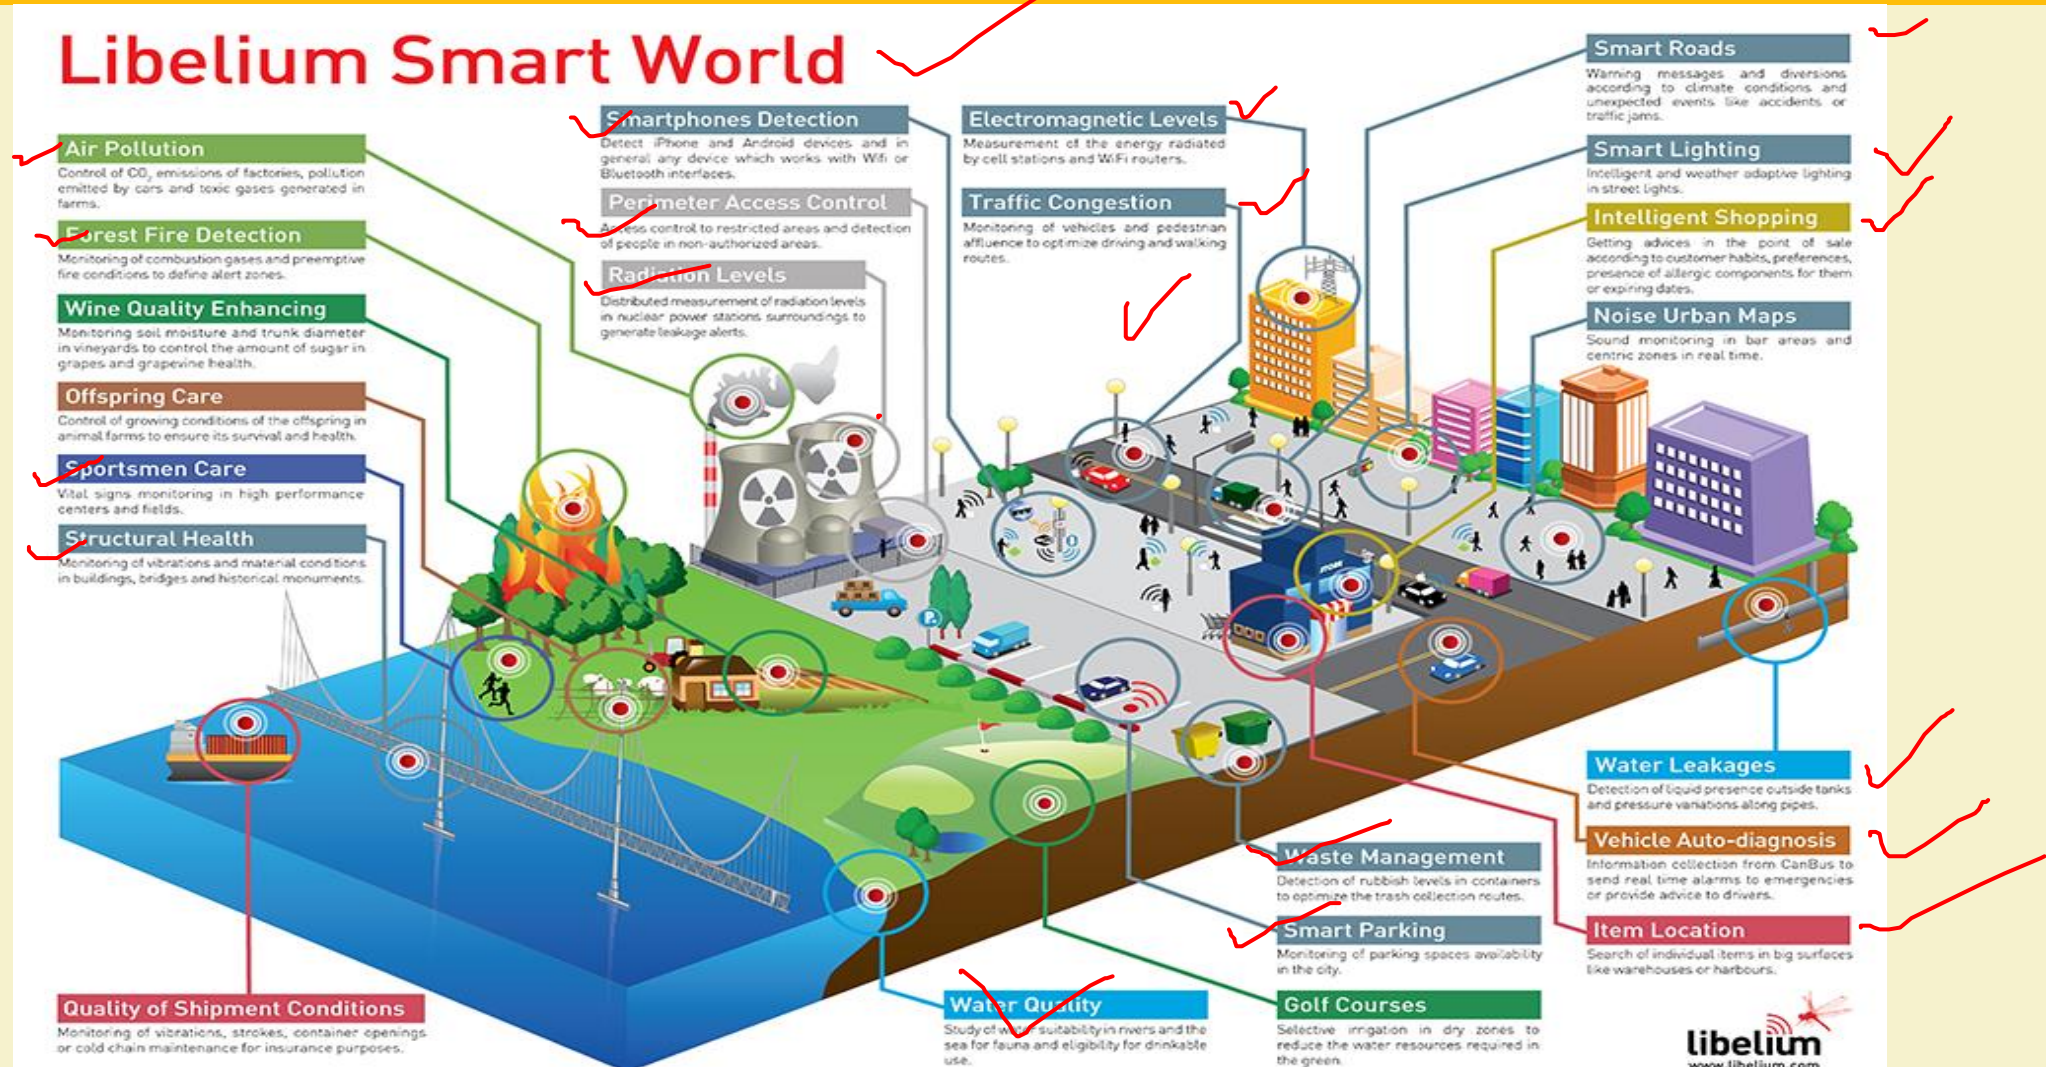 Libelium Smart World
Air Pollution
Control of CO₂ emissions of factories, pollution
emitted by cars and toxic gases generated in
farms.
Forest Fire Detection
Monitoring of combustion gases and preemptive
fire conditions to define alert zones.
Wine Quality Enhancing
Monitoring soil moisture and trunk diameter
in vineyards to control the amount of sugar in
grapes and grapevine health.
Offspring Care
Control of growing conditions of the offspring in
animal farms to ensure its survival and health.
Sportsmen Care
Vital signs monitoring in high performance
centers and fields.
Structural Health
Monitoring of vibrations and material conditions
in buildings, bridges and historical monuments.
Quality of Shipment Conditions
Monitoring of vibrations, strokes, container openings
or cold chain maintenance for insurance purposes.
Smartphones Detection
Detect iPhone and Android devices and in
general any device which works with Wifi or
Bluetooth interfaces.
Perimeter Access Control
Access control to restricted areas and detection
of people in non-authorized areas.
Radiation Levels
Distributed measurement of radiation levels
in nuclear power stations surroundings to
generate leakage alerts.
Electromagnetic Levels
Measurement of the energy radiated
by cell stations and WiFi routers.
Traffic Congestion
Monitoring of vehicles and pedestrian
affluence to optimize driving and walking
routes.
Smart Roads
Warning messages and diversions
according to climate conditions and
unexpected events like accidents or
traffic jams.
Smart Lighting
Intelligent and weather adaptive lighting
in street lights.
Intelligent Shopping
Getting advices in the point of sale
according to customer habits, preferences,
presence of allergic components for them
or expiring dates.
Noise Urban Maps
Sound monitoring in bar areas and
centric zones in real time.
STORE
P
Water Leakages
Detection of liquid presence outside tanks
and pressure variations along pipes.
Vehicle Auto-diagnosis
Information collection from CanBus to
send real time alarms to emergencies
or provide advice to drivers.
Item Location
Search of individual items in big surfaces
like warehouses or harbours.
Waste Management
Detection of rubbish levels in containers
to optimize the trash collection routes.
Smart Parking
Monitoring of parking spaces availability
in the city.
Golf Courses
Selective irrigation in dry zones to
reduce the water resources required in
the green.
Water Quality
Study of water suitability in rivers and the
sea for fauna and eligibility for drinkable
use.
libelium
www.libelium.com